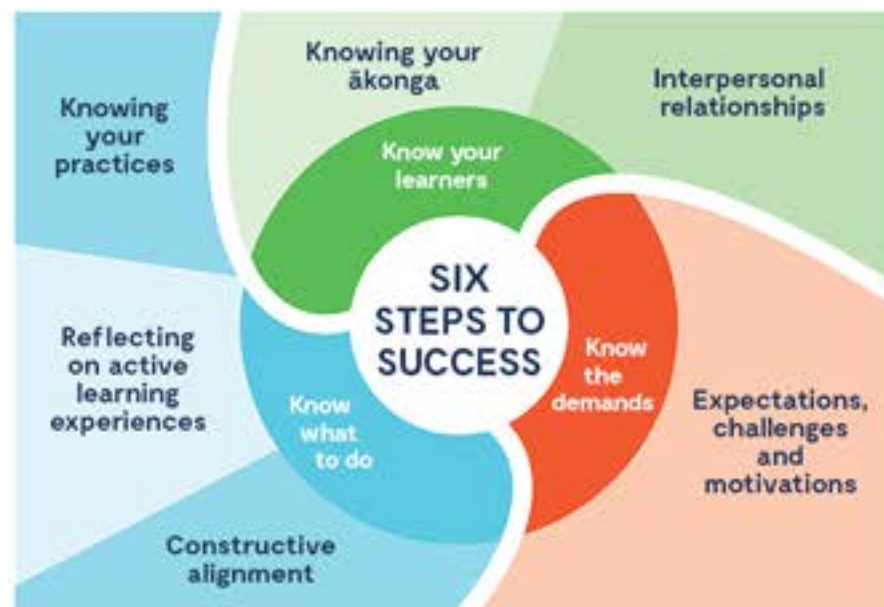 Knowing your
ākonga
Interpersonal
relationships
Knowing
your
practices
Know your
learners
SIX
STEPS TO
SUCCESS
Know
the
demands
Reflecting
on active
learning
experiences
Know
what
to do
Expectations,
challenges
and
motivations
Constructive
alignment